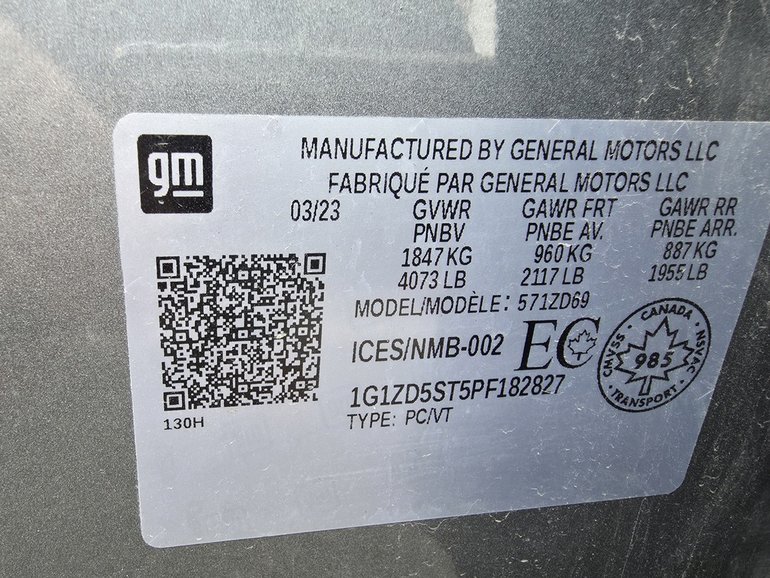 gm
MANUFACTURED BY GENERAL MOTORS LLC
FABRIQUÉ PAR GENERAL MOTORS LLC
03/23 GVWR GAWR FRT GAWR RR
PNBV PNBE AV. PNBE ARR.
1847 KG 960 KG 887 KG
4073 LB 2117 LB 1955 LB
MODEL/MODÈLE: 571ZD69
ICES/NMB-002 EC
CANADA
CMVSS 985 NSVAC
TRANSPORT
1G1ZD5ST5PF182827
TYPE: PC/VT
130H